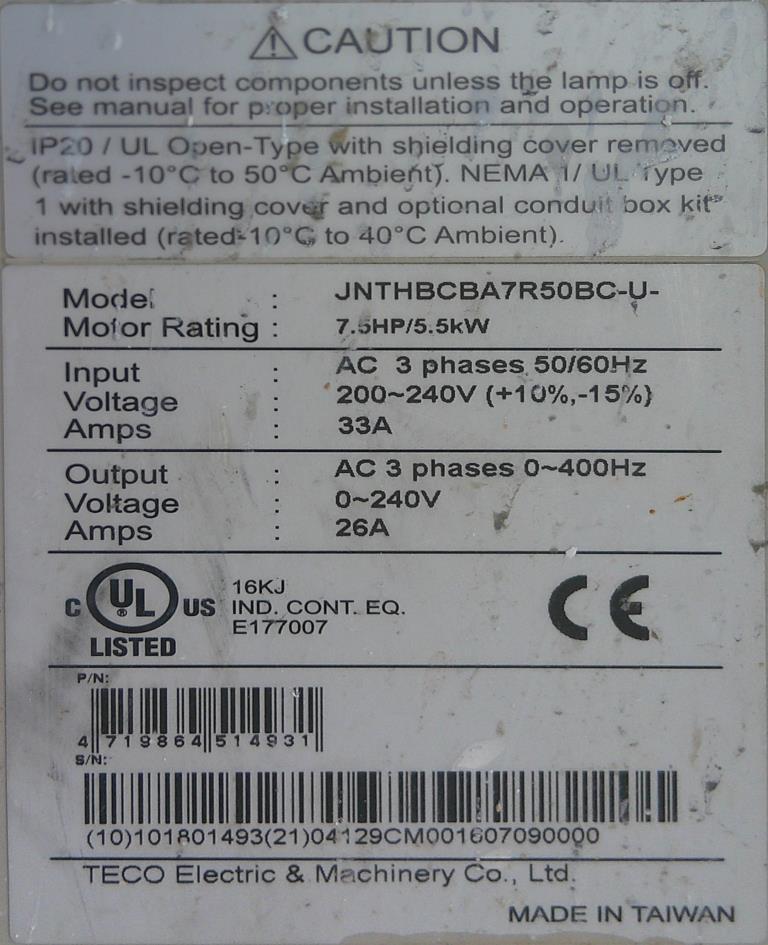 ⚠ CAUTION
Do not inspect components unless the lamp is off.
See manual for proper installation and operation.
IP20 / UL Open-Type with shielding cover removed
(rated -10°C to 50°C Ambient). NEMA 1/ UL Type
1 with shielding cover and optional conduit box kit
installed (rated-10°C to 40°C Ambient).
Model : JNTHBCBA7R50BC-U-
Motor Rating : 7.5HP/5.5kW
Input : AC 3 phases 50/60Hz
Voltage : 200~240V (+10%,-15%)
Amps : 33A
Output : AC 3 phases 0~400Hz
Voltage : 0~240V
Amps : 26A
C UL ® US LISTED
16KJ
IND. CONT. EQ.
E177007
CE
P/N:
4 719864 514931
S/N:
(10)101801493(21)04129CM001607090000
TECO Electric & Machinery Co., Ltd.
MADE IN TAIWAN